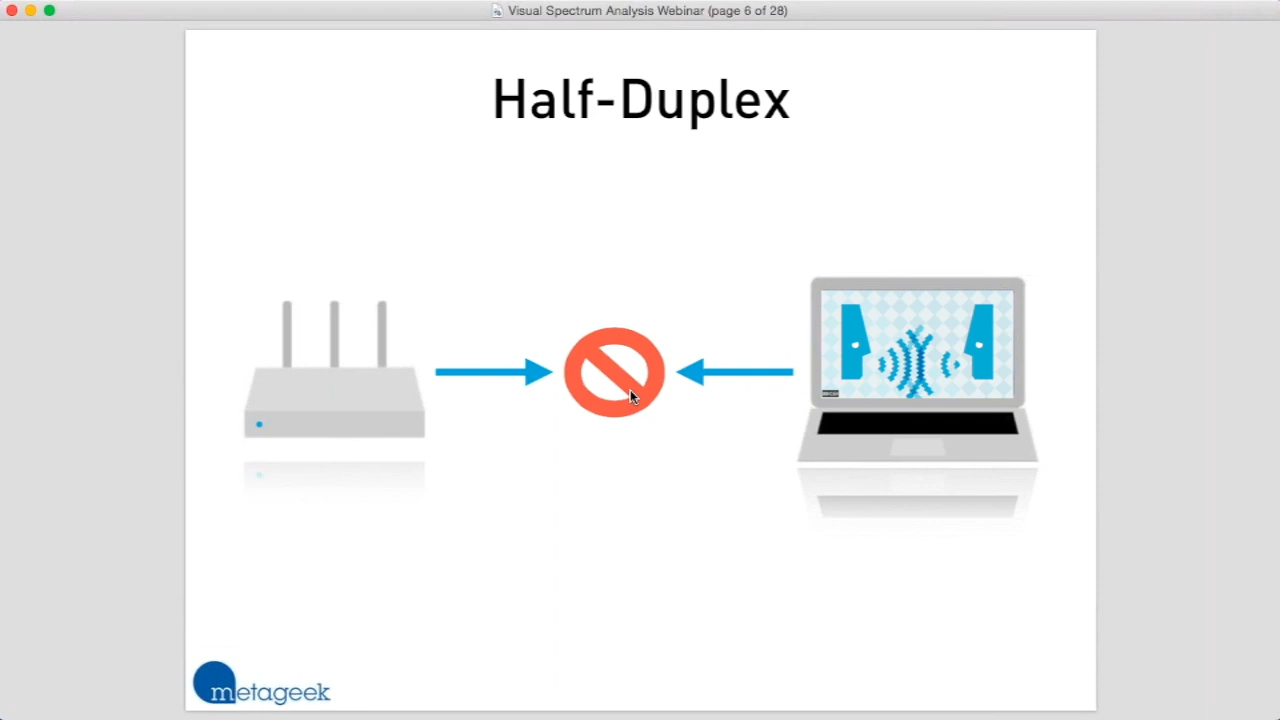 Visual Spectrum Analysis Webinar (page 6 of 28)
Half-Duplex
metageek